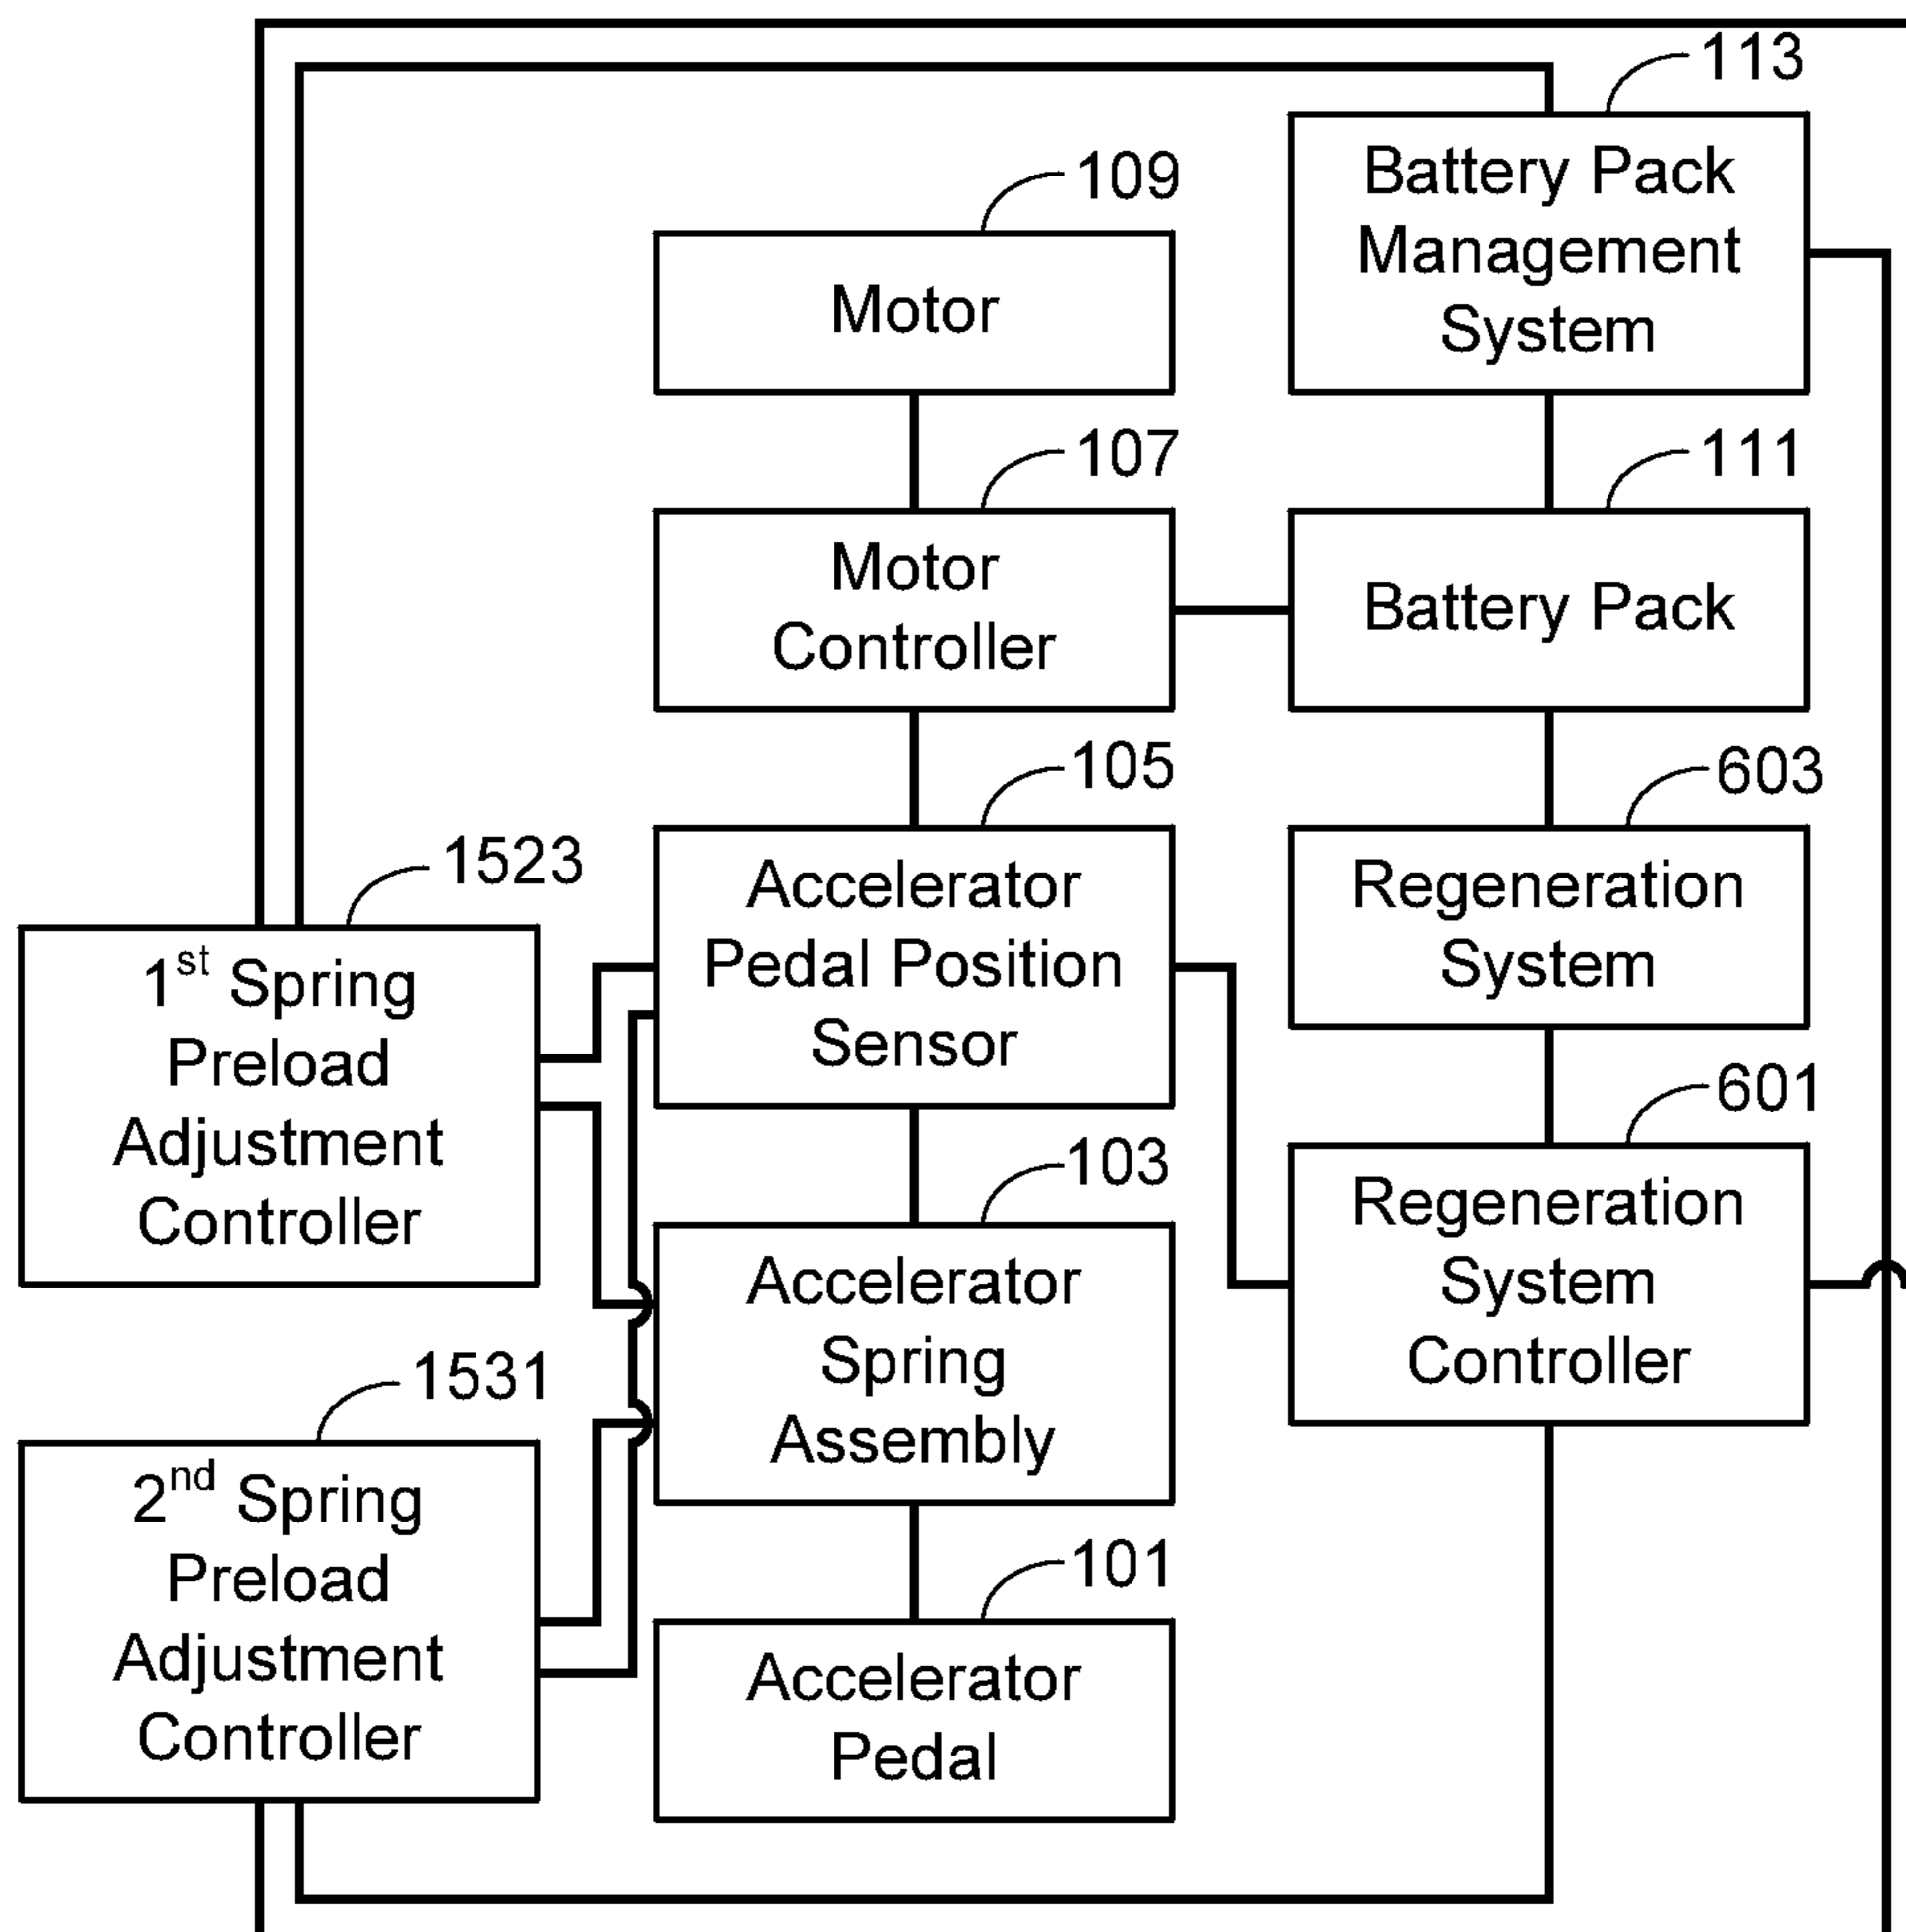 113
Battery Pack
Management
System
109
Motor
107
Motor
Controller
111
Battery Pack
105
Accelerator
Pedal Position
Sensor
603
Regeneration
System
1523
1st Spring
Preload
Adjustment
Controller
103
Accelerator
Spring
Assembly
601
Regeneration
System
Controller
1531
2nd Spring
Preload
Adjustment
Controller
101
Accelerator
Pedal